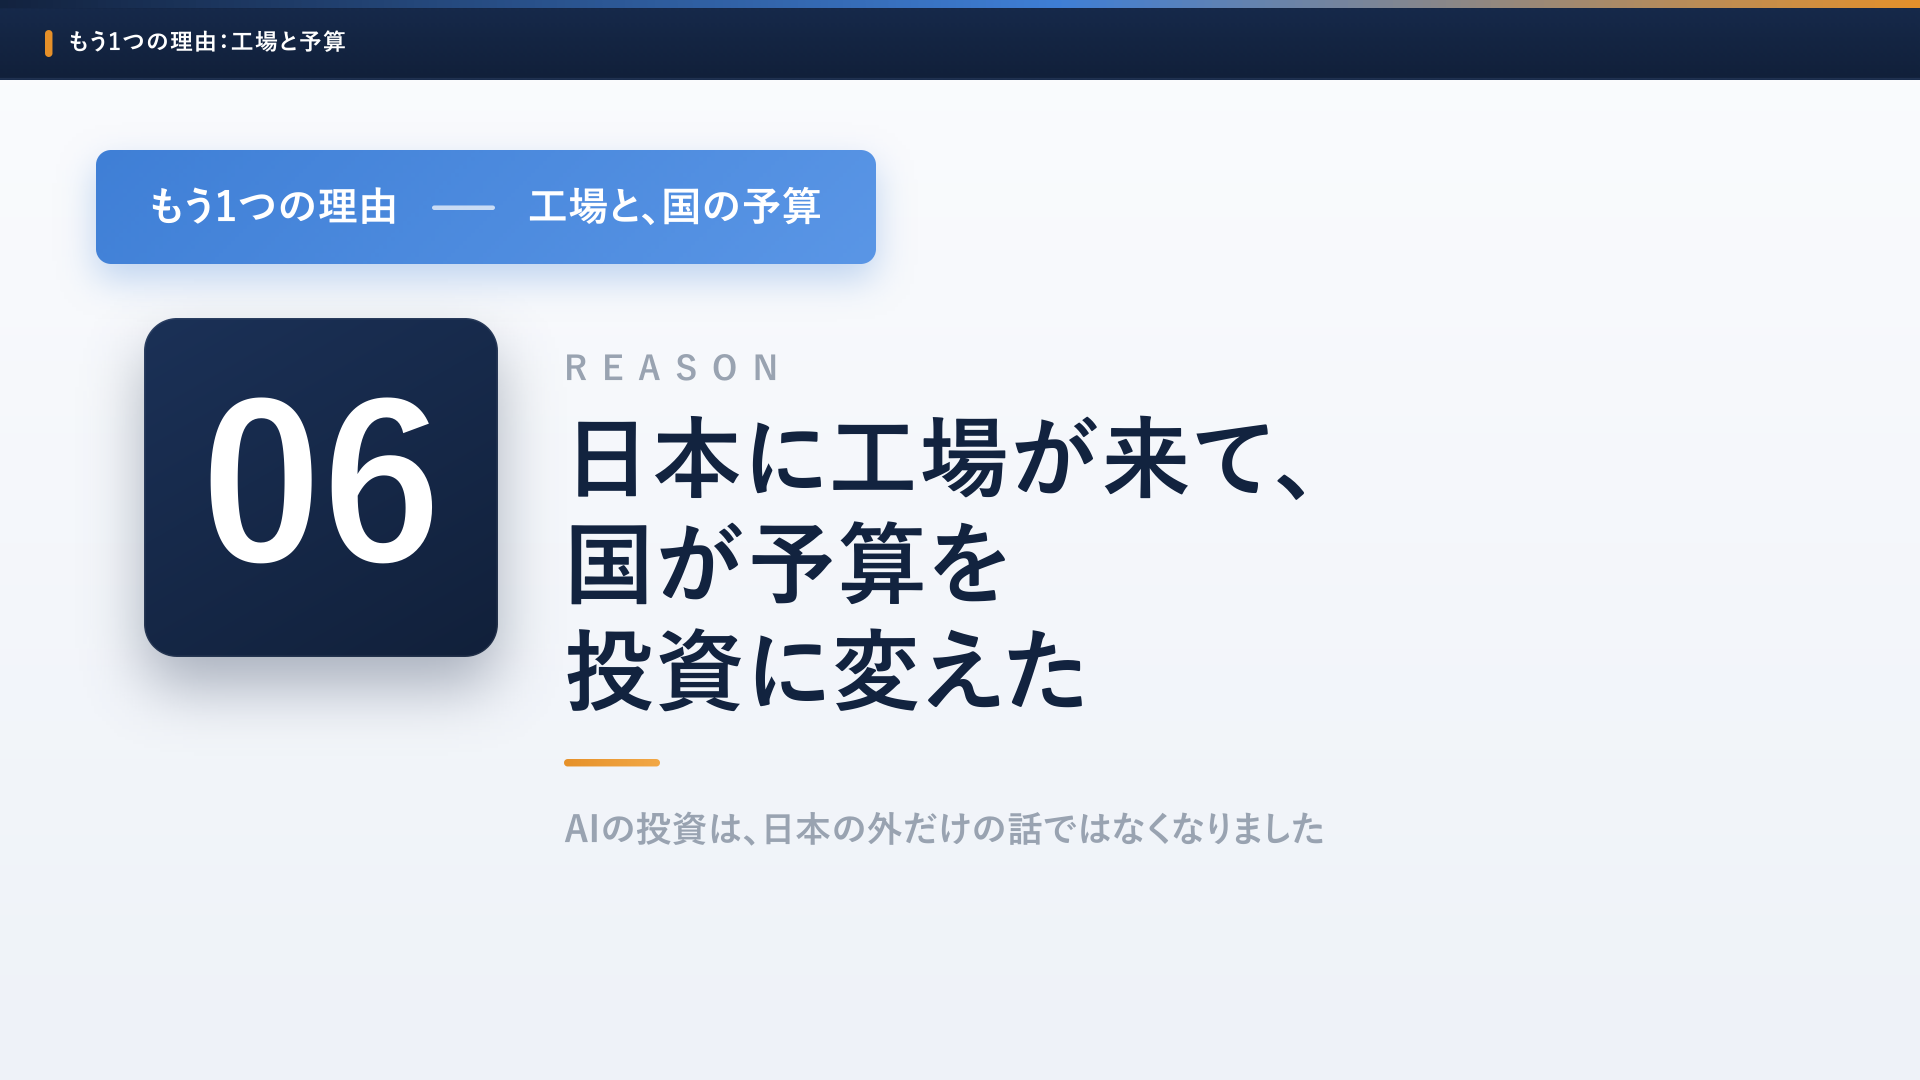 もう1つの理由：工場と予算
もう1つの理由 — 工場と、国の予算
06
REASON
日本に工場が来て、
国が予算を
投資に変えた
AIの投資は、日本の外だけの話ではなくなりました